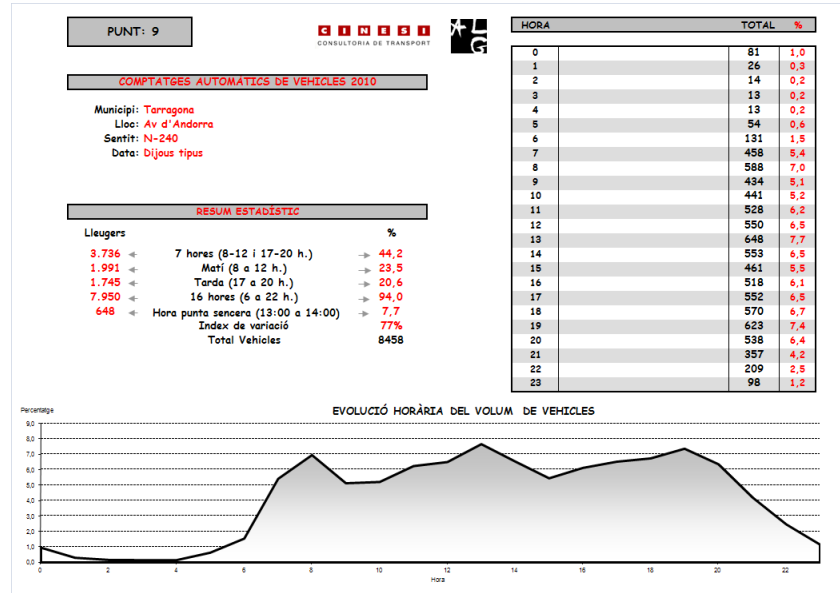 PUNT: 9
CINESI
CONSULTORIA DE TRANSPORT
ALG
COMPTATGES AUTOMÀTICS DE VEHICLES 2010
Municipi: Tarragona
Lloc: Av d'Andorra
Sentit: N-240
Data: Dijous tipus
RESUM ESTADÍSTIC
Lleugers %
3.736 7 hores (8-12 i 17-20 h.) 44,2
1.991 Matí (8 a 12 h.) 23,5
1.745 Tarda (17 a 20 h.) 20,6
7.950 16 hores (6 a 22 h.) 94,0
648 Hora punta sencera (13:00 a 14:00) 7,7
Index de variació 77%
Total Vehicles 8458
HORA TOTAL %
0 81 1,0
1 26 0,3
2 14 0,2
3 13 0,2
4 13 0,2
5 54 0,6
6 131 1,5
7 458 5,4
8 588 7,0
9 434 5,1
10 441 5,2
11 528 6,2
12 550 6,5
13 648 7,7
14 553 6,5
15 461 5,5
16 518 6,1
17 552 6,5
18 570 6,7
19 623 7,4
20 538 6,4
21 357 4,2
22 209 2,5
23 98 1,2
Percentatge
EVOLUCIÓ HORÀRIA DEL VOLUM DE VEHICLES
9,0
8,0
7,0
6,0
5,0
4,0
3,0
2,0
1,0
0,0
0 2 4 6 8 10 12 14 16 18 20 22
Hora